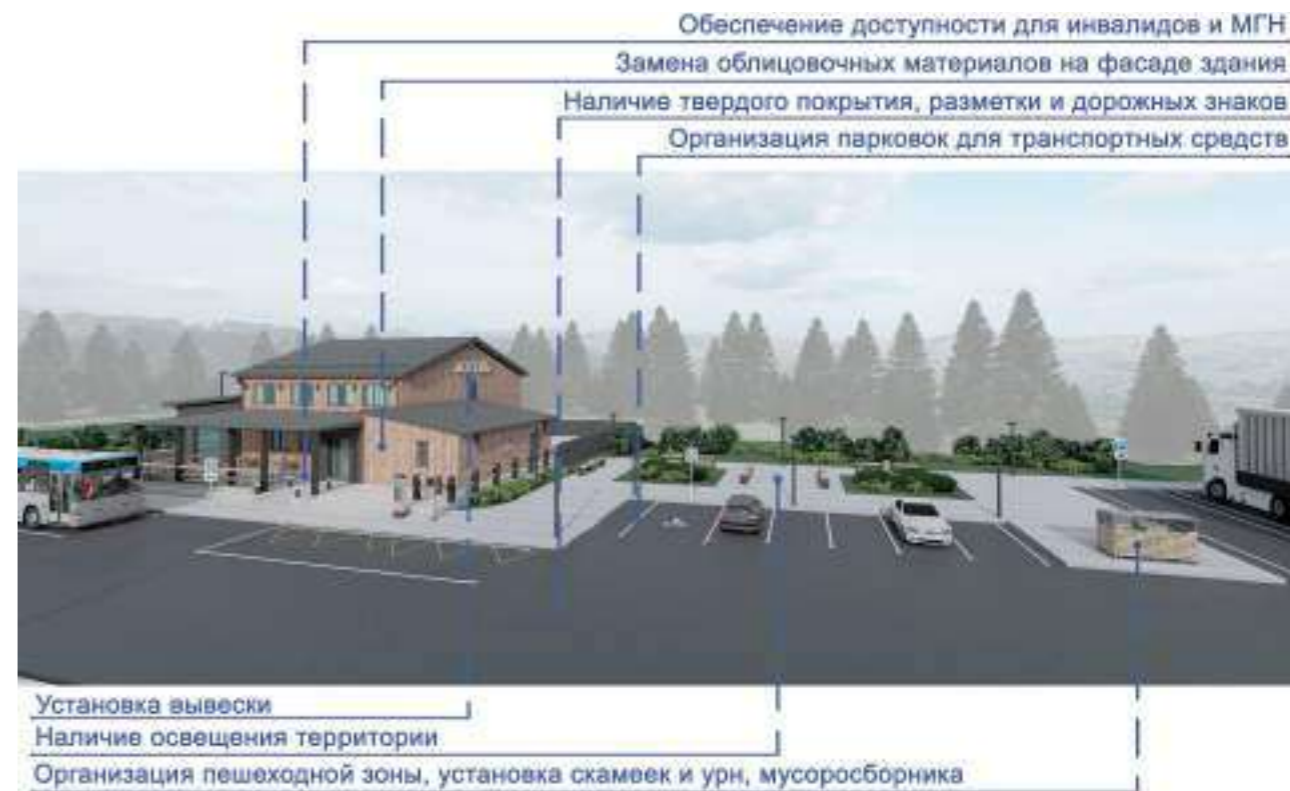 Обеспечение доступности для инвалидов и МГН
Замена облицовочных материалов на фасаде здания
Наличие твердого покрытия, разметки и дорожных знаков
Организация парковок для транспортных средств
Установка вывески
Наличие освещения территории
Организация пешеходной зоны, установка скамеек и урн, мусоросборника